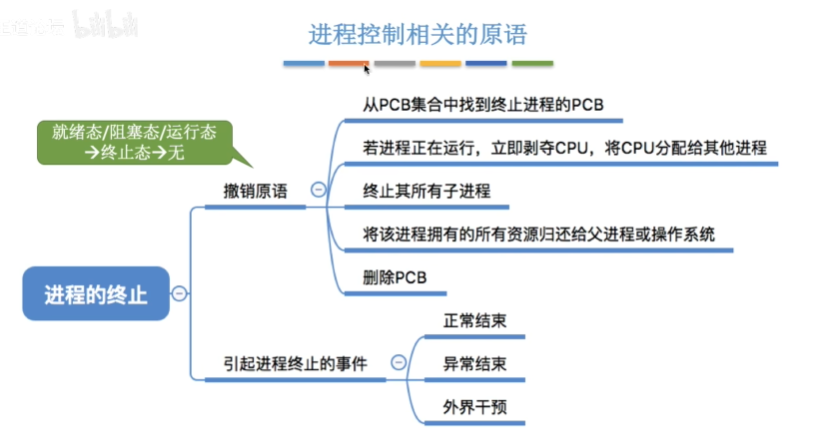 bilibili
进程控制相关的原语
就绪态/阻塞态/运行态
→终止态→无
从PCB集合中找到终止进程的PCB
若进程正在运行，立即剥夺CPU，将CPU分配给其他进程
撤销原语
终止其所有子进程
将该进程拥有的所有资源归还给父进程或操作系统
删除PCB
进程的终止
正常结束
引起进程终止的事件
异常结束
外界干预